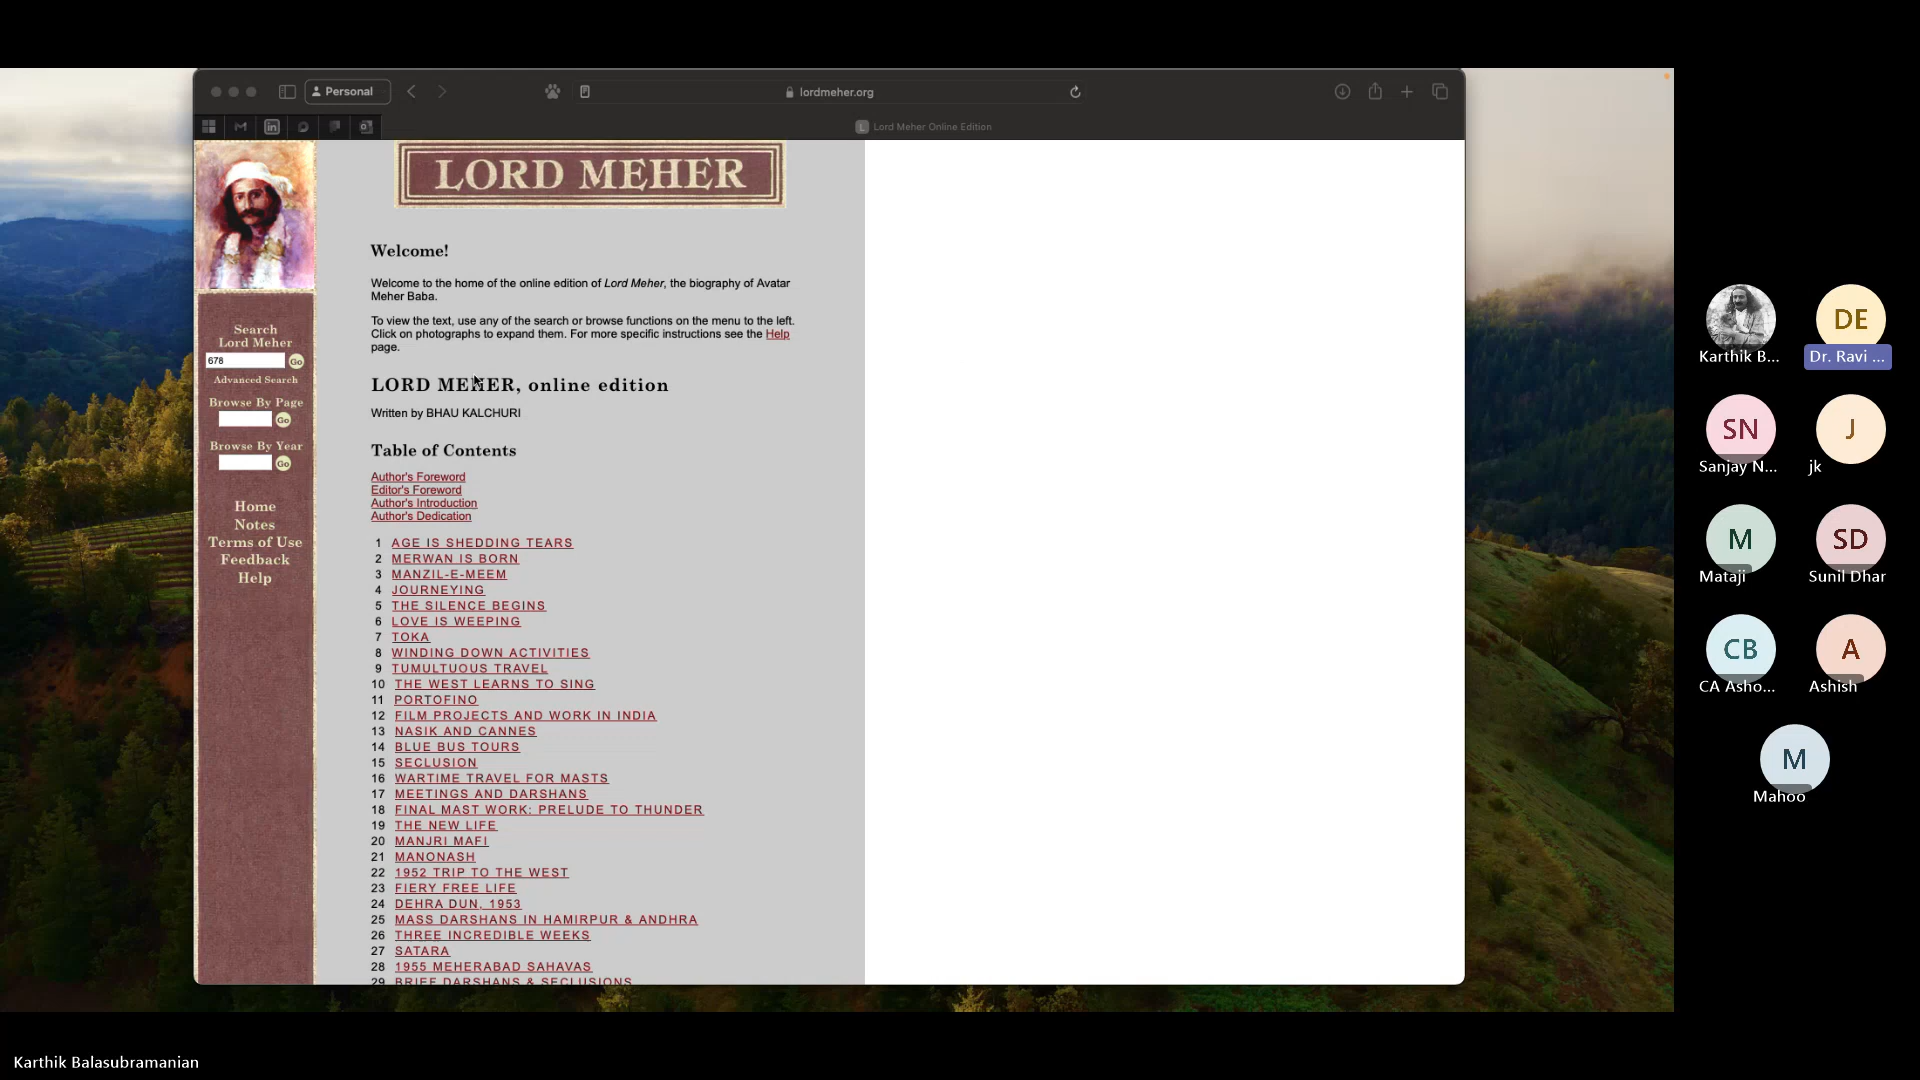 Personal
lordmeher.org
Lord Meher Online Edition
LORD MEHER
Welcome!
Welcome to the home of the online edition of Lord Meher, the biography of Avatar
Meher Baba.
To view the text, use any of the search or browse functions on the menu to the left.
Click on photographs to expand them. For more specific instructions see the Help
page.
LORD MEHER, online edition
Written by BHAU KALCHURI
Table of Contents
Author's Foreword
Editor's Foreword
Author's Introduction
Author's Dedication
1 AGE IS SHEDDING TEARS
2 MERWAN IS BORN
3 MANZIL-E-MEEM
4 JOURNEYING
5 THE SILENCE BEGINS
6 LOVE IS WEEPING
7 TOKA
8 WINDING DOWN ACTIVITIES
9 TUMULTUOUS TRAVEL
10 THE WEST LEARNS TO SING
11 PORTOFINO
12 FILM PROJECTS AND WORK IN INDIA
13 NASIK AND CANNES
14 BLUE BUS TOURS
15 SECLUSION
16 WARTIME TRAVEL FOR MASTS
17 MEETINGS AND DARSHANS
18 FINAL MAST WORK: PRELUDE TO THUNDER
19 THE NEW LIFE
20 MANJRI MAFI
21 MANONASH
22 1952 TRIP TO THE WEST
23 FIERY FREE LIFE
24 DEHRA DUN, 1953
25 MASS DARSHANS IN HAMIRPUR & ANDHRA
26 THREE INCREDIBLE WEEKS
27 SATARA
28 1955 MEHERABAD SAHAVAS
29 BRIEF DARSHANS & SECLUSIONS
Search
Lord Meher
678 Go
Advanced Search
Browse By Page
Go
Browse By Year
Go
Home
Notes
Terms of Use
Feedback
Help
Karthik B...
DE
Dr. Ravi ...
SN
Sanjay N...
J
jk
M
Mataji
SD
Sunil Dhar
CB
CA Asho...
A
Ashish
M
Mahoo
Karthik Balasubramanian